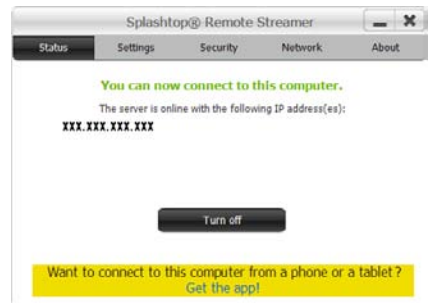 Splashtop® Remote Streamer
Status Settings Security Network About
You can now connect to this computer.
The server is online with the following IP address(es):
XXX.XXX.XXX.XXX
Turn off
Want to connect to this computer from a phone or a tablet?
Get the app!